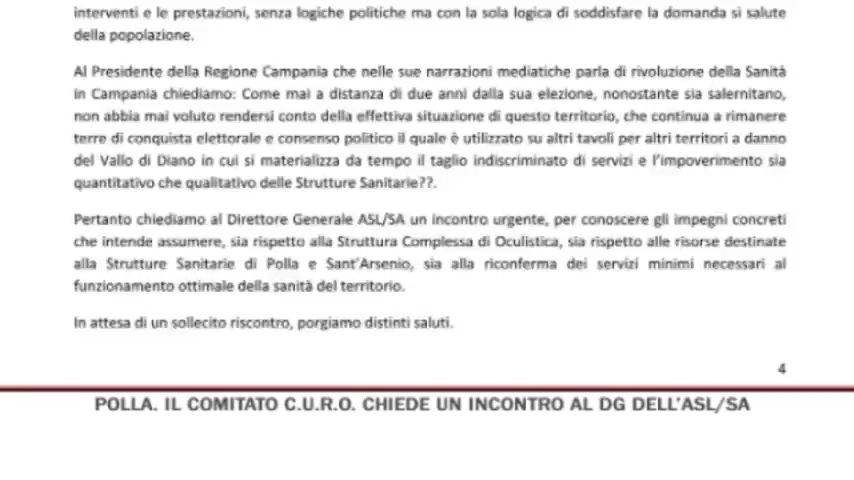 interventi e le prestazioni, senza logiche politiche ma con la sola logica di soddisfare la domanda si salute
della popolazione.
Al Presidente della Regione Campania che nelle sue narrazioni mediatiche parla di rivoluzione della Sanità
in Campania chiediamo: Come mai a distanza di due anni dalla sua elezione, nonostante sia salernitano,
non abbia mai voluto rendersi conto della effettiva situazione di questo territorio, che continua a rimanere
terre di conquista elettorale e consenso politico il quale è utilizzato su altri tavoli per altri territori a danno
del Vallo di Diano in cui si materializza da tempo il taglio indiscriminato di servizi e l'impoverimento sia
quantitativo che qualitativo delle Strutture Sanitarie??.
Pertanto chiediamo al Direttore Generale ASL/SA un incontro urgente, per conoscere gli impegni concreti
che intende assumere, sia rispetto alla Struttura Complessa di Oculistica, sia rispetto alle risorse destinate
alla Strutture Sanitarie di Polla e Sant'Arsenio, sia alla riconferma dei servizi minimi necessari al
funzionamento ottimale della sanità del territorio.
In attesa di un sollecito riscontro, porgiamo distinti saluti.
4
POLLA. IL COMITATO C.U.R.O. CHIEDE UN INCONTRO AL DG DELL'ASL/SA